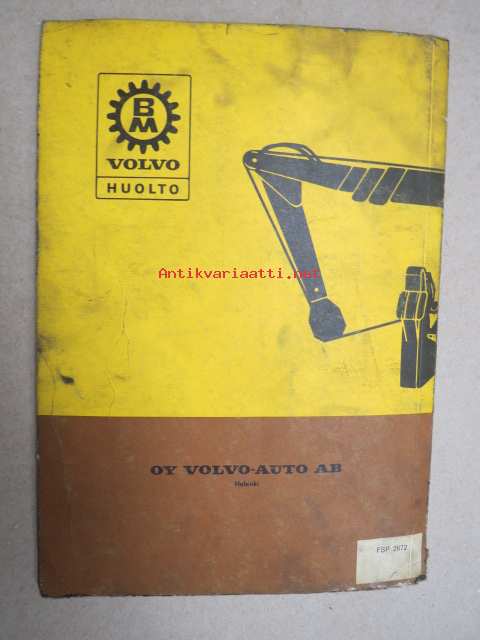 BM
VOLVO
HUOLTO
Antikvariaatti.net
OY VOLVO-AUTO AB
Helsinki
FSP 2672